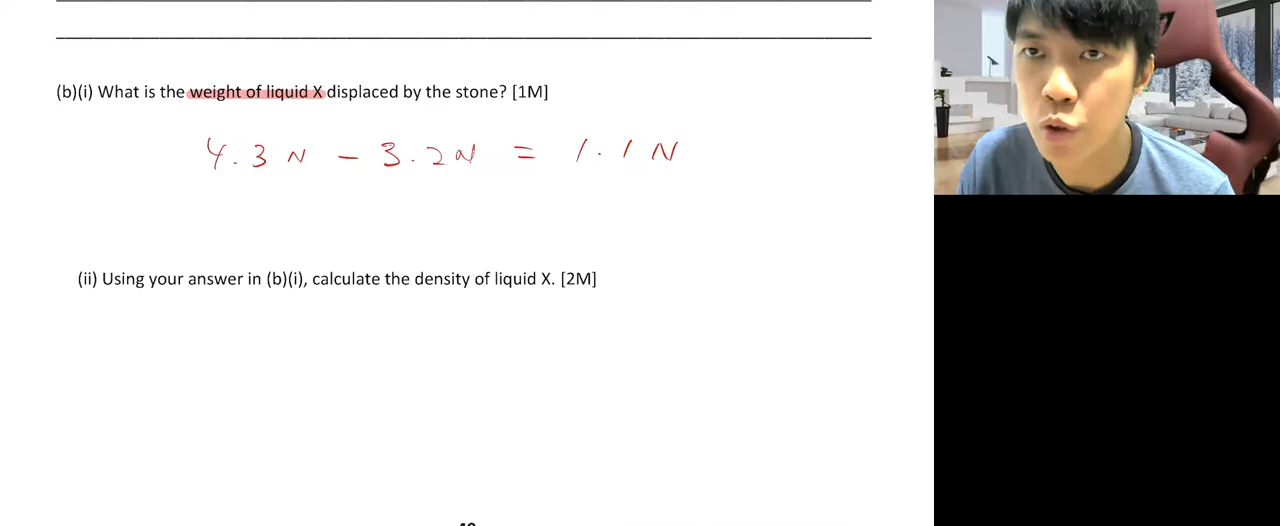 (b)(i) What is the weight of liquid X displaced by the stone? [1M]
4.3 N - 3.2 N = 1.1 N
(ii) Using your answer in (b)(i), calculate the density of liquid X. [2M]